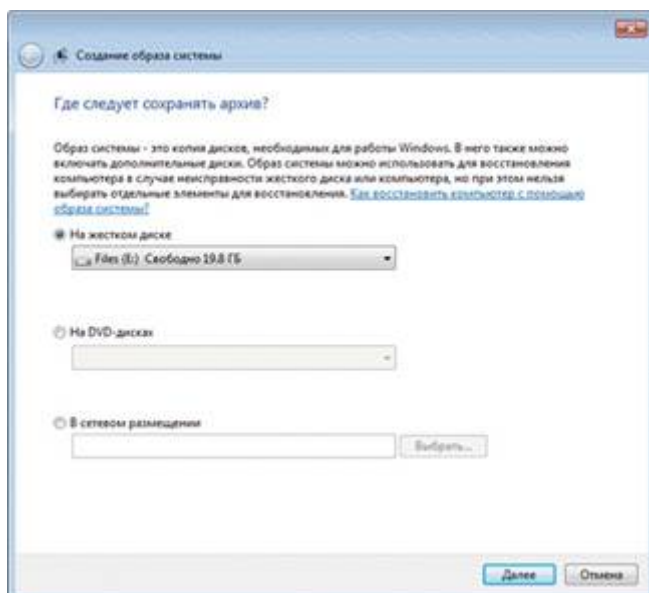 Создание образа системы
Где следует сохранять архив?
Образ системы - это копия дисков, необходимых для работы Windows. В него также можно
включать дополнительные диски. Образ системы можно использовать для восстановления
компьютера в случае неисправности жесткого диска или компьютера, но при этом нельзя
выбирать отдельные элементы для восстановления. Как восстановить компьютер с помощью
образа системы?
На жестком диске
Files (E:) Свободно 19.8 ГБ
На DVD-дисках
В сетевом размещении
Выбрать...
Далее Отмена